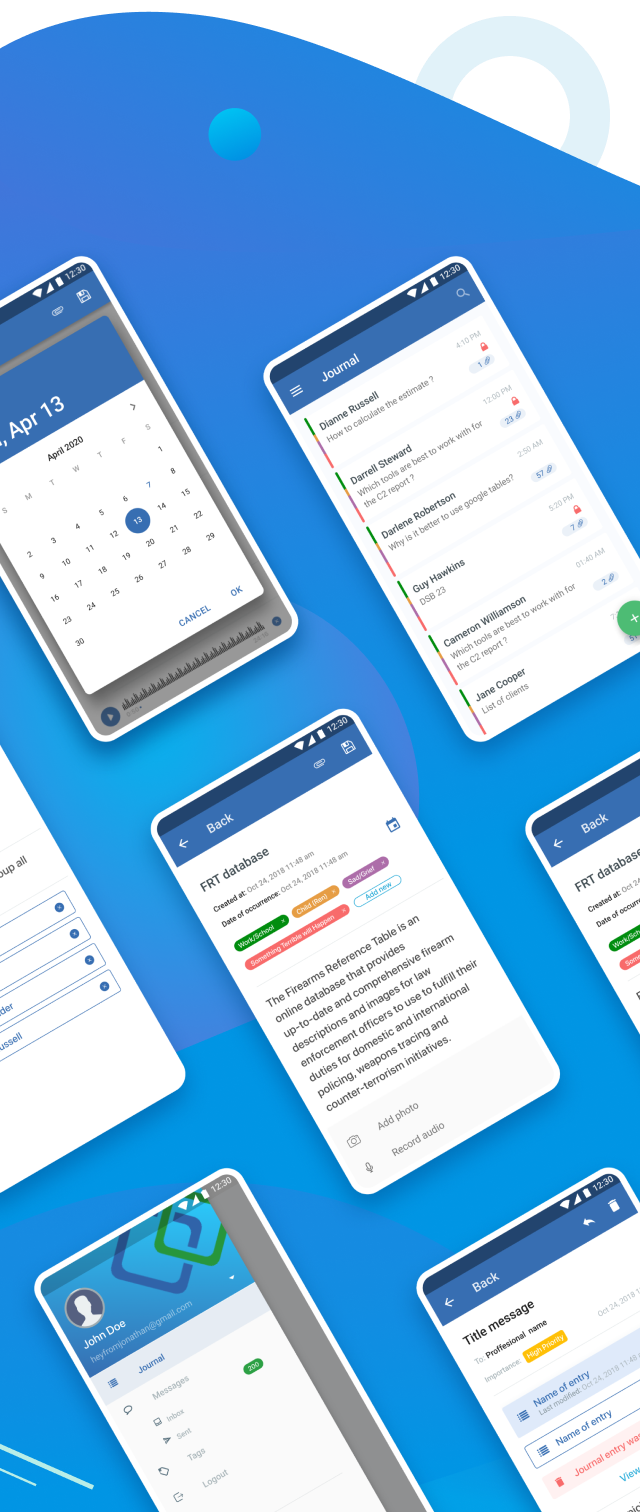 12:30
, Apr 13
April 2020
S M T W T F S
1
2 3 4 5 6 7 8
9 10 11 12 13 14 15
16 17 18 19 20 21 22
23 24 25 26 27 28 29
30
CANCEL OK
12:30
Journal
Dianne Russell
4:10 PM
How to calculate the estimate ?
1
Darrell Steward
12:00 PM
Which tools are best to work with for
the C2 report ?
23
Darlene Robertson
2:50 AM
Why is it better to use google tables?
57
Guy Hawkins
5:20 PM
DSB 23
7
Cameron Williamson
01:40 AM
Which tools are best to work with for
the C2 report ?
2
Jane Cooper
List of clients
oup all
der
ussell
12:30
Back
FRT database
Created at: Oct 24, 2018 11:48 am
Date of occurrence: Oct 24, 2018 11:48 am
Work/School × Child (Ren) × Sad/Grief ×
Something Terrible will Happen × Add new
The Firearms Reference Table is an
online database that provides
up-to-date and comprehensive firearm
descriptions and images for law
enforcement officers to use to fulfill their
duties for domestic and international
policing, weapons tracing and
counter-terrorism initiatives.
Add photo
Record audio
Back
FRT database
Created at: Oct 24
Date of occurre
Work/Sch
Some
12:30
John Doe
heyfromjonathan@gmail.com
Journal
Messages
200
Inbox
Sent
Tags
Logout
12:30
Back
Title message
To: Proffesional name
Oct 24, 2018 1
Importance: High Priority
Name of entry
Last modified: Oct 24, 2018 11:48
Name of entry
Journal entry was
View